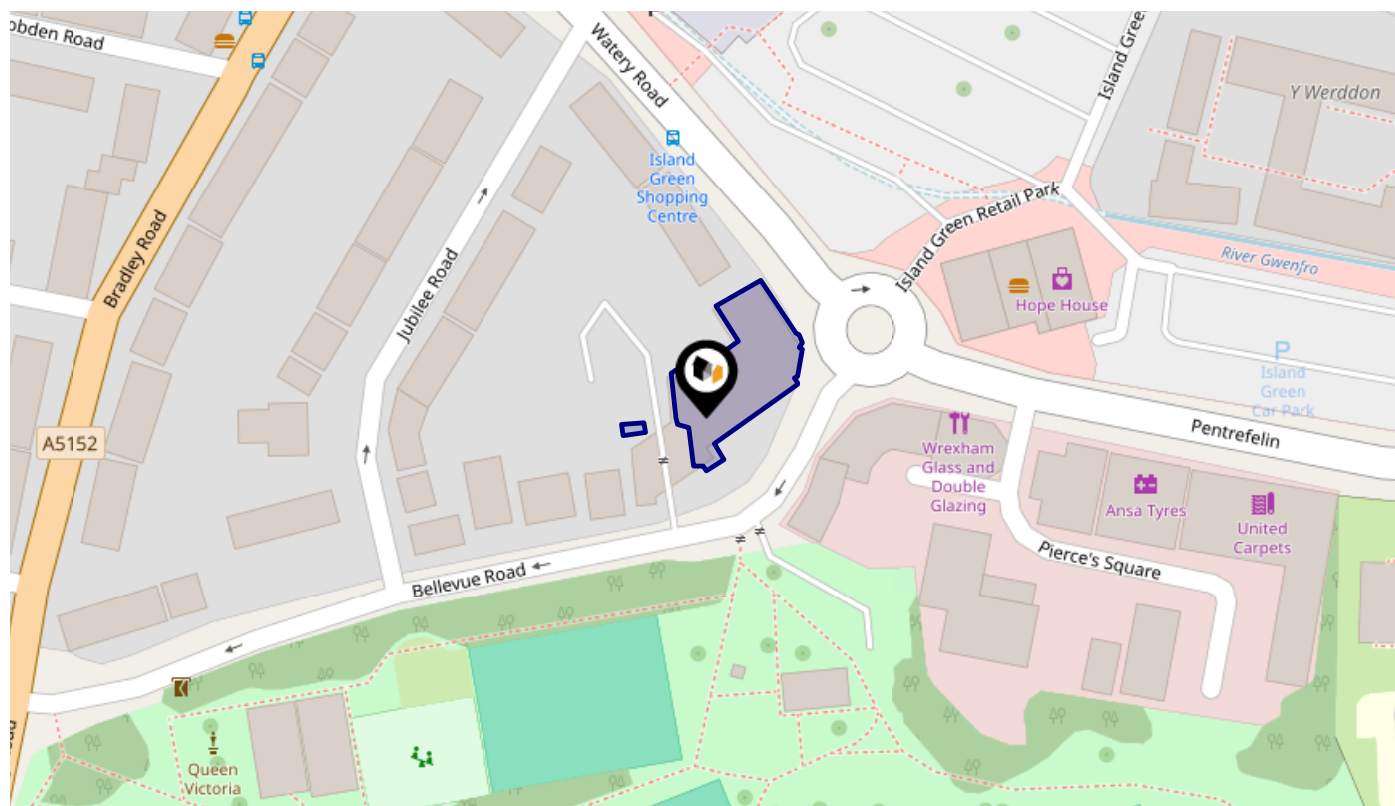 obden Road
Watery Road
Island Gree
Y Werddon
Island
Green
Shopping
Centre
Island Green Retail Park
River Gwenfro
Bradley Road
Jubilee Road
Hope House
P
Island
Green
Car Park
A5152
Pentrefelin
Wrexham
Glass and
Double
Glazing
Ansa Tyres
United
Carpets
Pierce's Square
Bellevue Road
Queen
Victoria